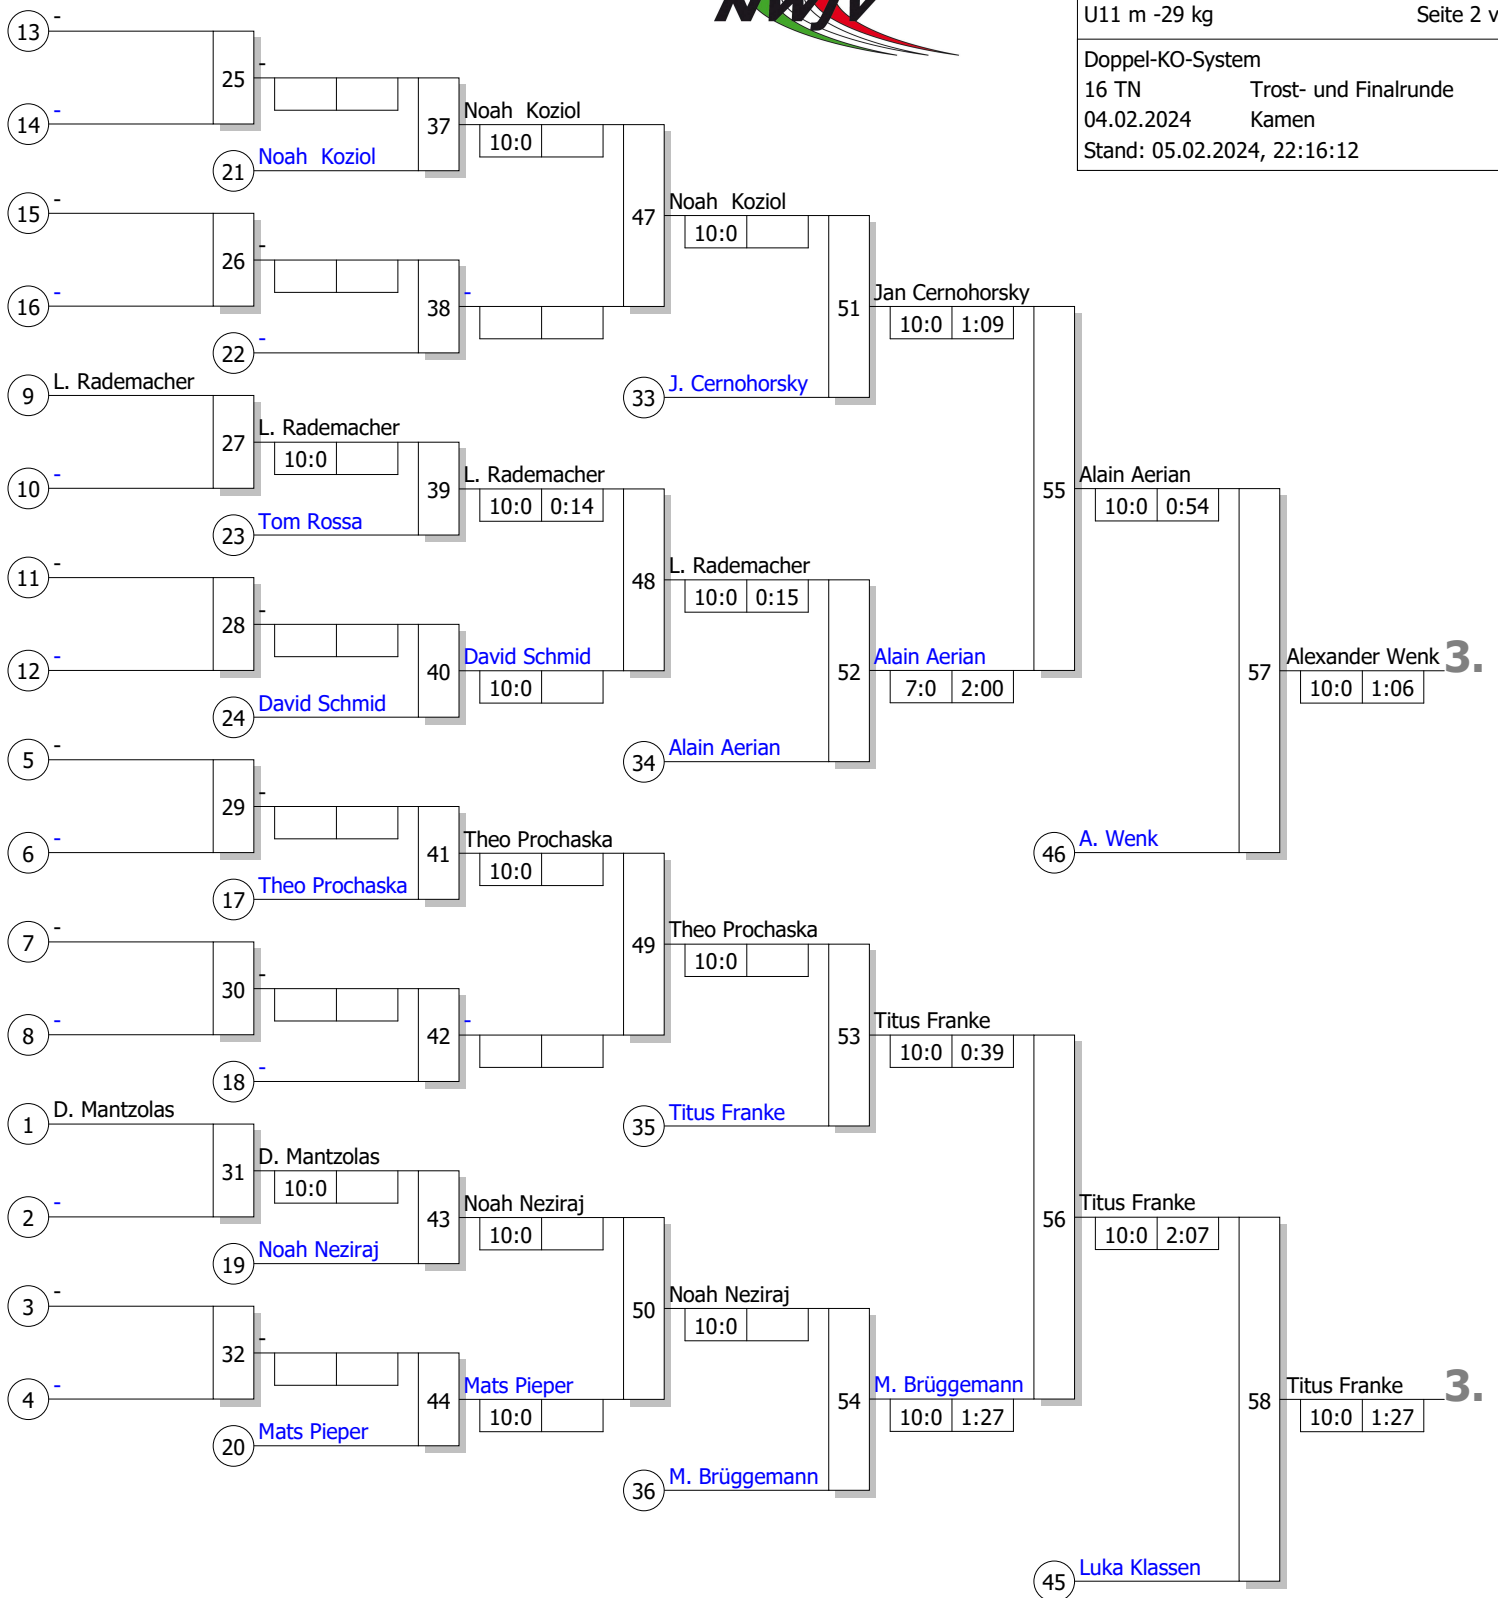 NWJV
U11 m -29 kg Seite 2 v
Doppel-KO-System
16 TN Trost- und Finalrunde
04.02.2024 Kamen
Stand: 05.02.2024, 22:16:12
13 -
25 -
14 -
37 Noah Koziol
10:0
21 Noah Koziol
15 -
47 Noah Koziol
10:0
26 -
16 -
38 -
22 -
51 Jan Cernohorsky
10:0 1:09
33 J. Cernohorsky
9 L. Rademacher
27 L. Rademacher
10:0
10 -
39 L. Rademacher
10:0 0:14
23 Tom Rossa
55 Alain Aerian
10:0 0:54
11 -
48 L. Rademacher
10:0 0:15
28 -
12 -
40 David Schmid
10:0
24 David Schmid
52 Alain Aerian
7:0 2:00
34 Alain Aerian
57 Alexander Wenk 3.
10:0 1:06
5 -
29 -
6 -
41 Theo Prochaska
10:0
17 Theo Prochaska
46 A. Wenk
7 -
49 Theo Prochaska
10:0
30 -
8 -
42 -
18 -
53 Titus Franke
10:0 0:39
35 Titus Franke
1 D. Mantzolas
31 D. Mantzolas
10:0
2 -
43 Noah Neziraj
10:0
19 Noah Neziraj
56 Titus Franke
10:0 2:07
3 -
50 Noah Neziraj
10:0
32 -
4 -
44 Mats Pieper
10:0
20 Mats Pieper
54 M. Brüggemann
10:0 1:27
36 M. Brüggemann
58 Titus Franke 3.
10:0 1:27
45 Luka Klassen